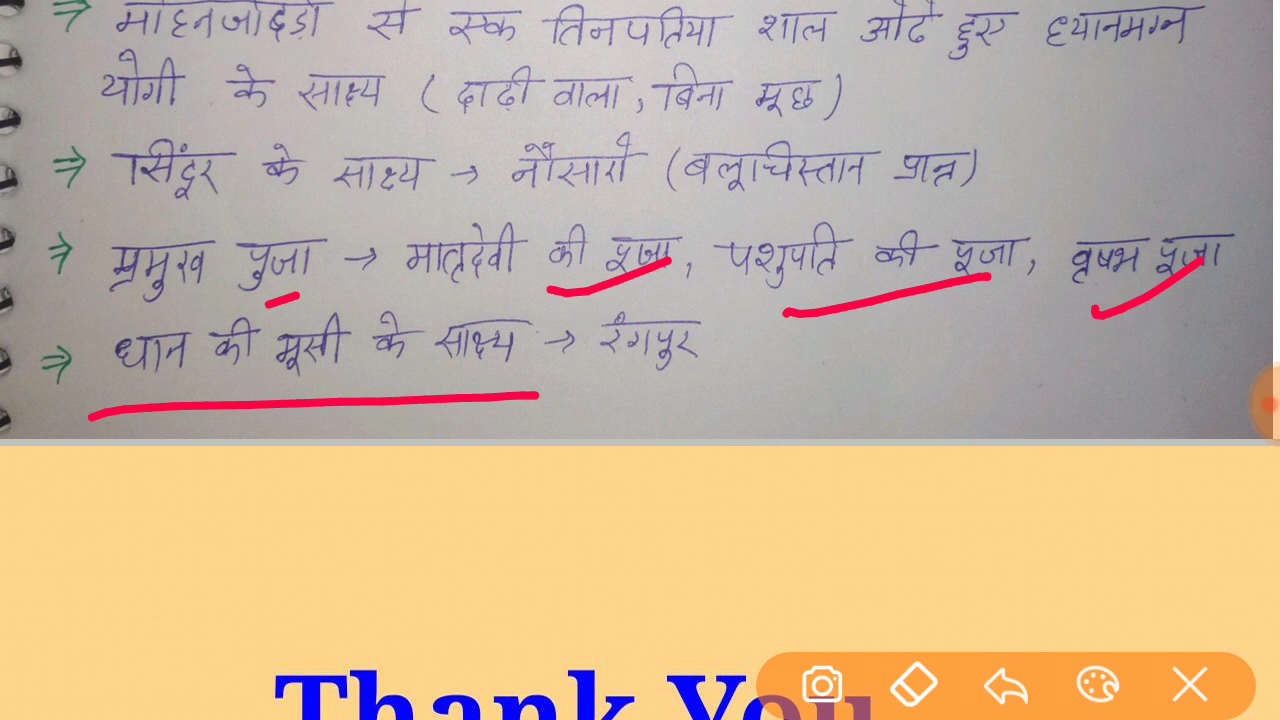 ⇒ मोहनजोदड़ो से एक तिनपतिया शाल ओढे हुए ध्यानमग्न
योगी के साक्ष्य (दाढ़ी वाला, बिना मूछ)
⇒ सिंदूर के साक्ष्य → नौसारो (बलूचिस्तान प्रान्त)
⇒ प्रमुख पुजा → मातृदेवी की पूजा, पशुपति की पूजा, वृषभ पूजा
⇒ धान की भूसी के साक्ष्य → रंगपुर
Thank You